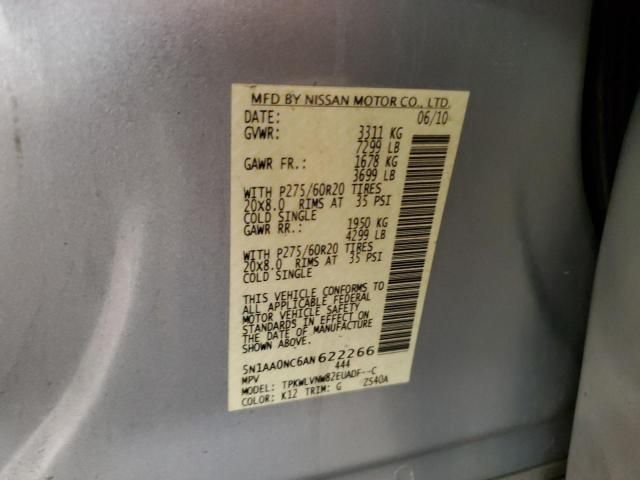 MFD BY NISSAN MOTOR CO., LTD.
DATE: 06/10
GVWR: 3311 KG
7299 LB
GAWR FR.: 1678 KG
3699 LB
WITH P275/60R20 TIRES
20X8.0 RIMS AT 35 PSI
COLD SINGLE
GAWR RR.: 1950 KG
4299 LB
WITH P275/60R20 TIRES
20X8.0 RIMS AT 35 PSI
COLD SINGLE
THIS VEHICLE CONFORMS TO
ALL APPLICABLE FEDERAL
MOTOR VEHICLE SAFETY
STANDARDS IN EFFECT ON
THE DATE OF MANUFACTURE
SHOWN ABOVE.
5N1AA0NC6AN622266
MPV 444
MODEL: TPKWLVNW82EUADF--C
COLOR: K12 TRIM: G ZS40A